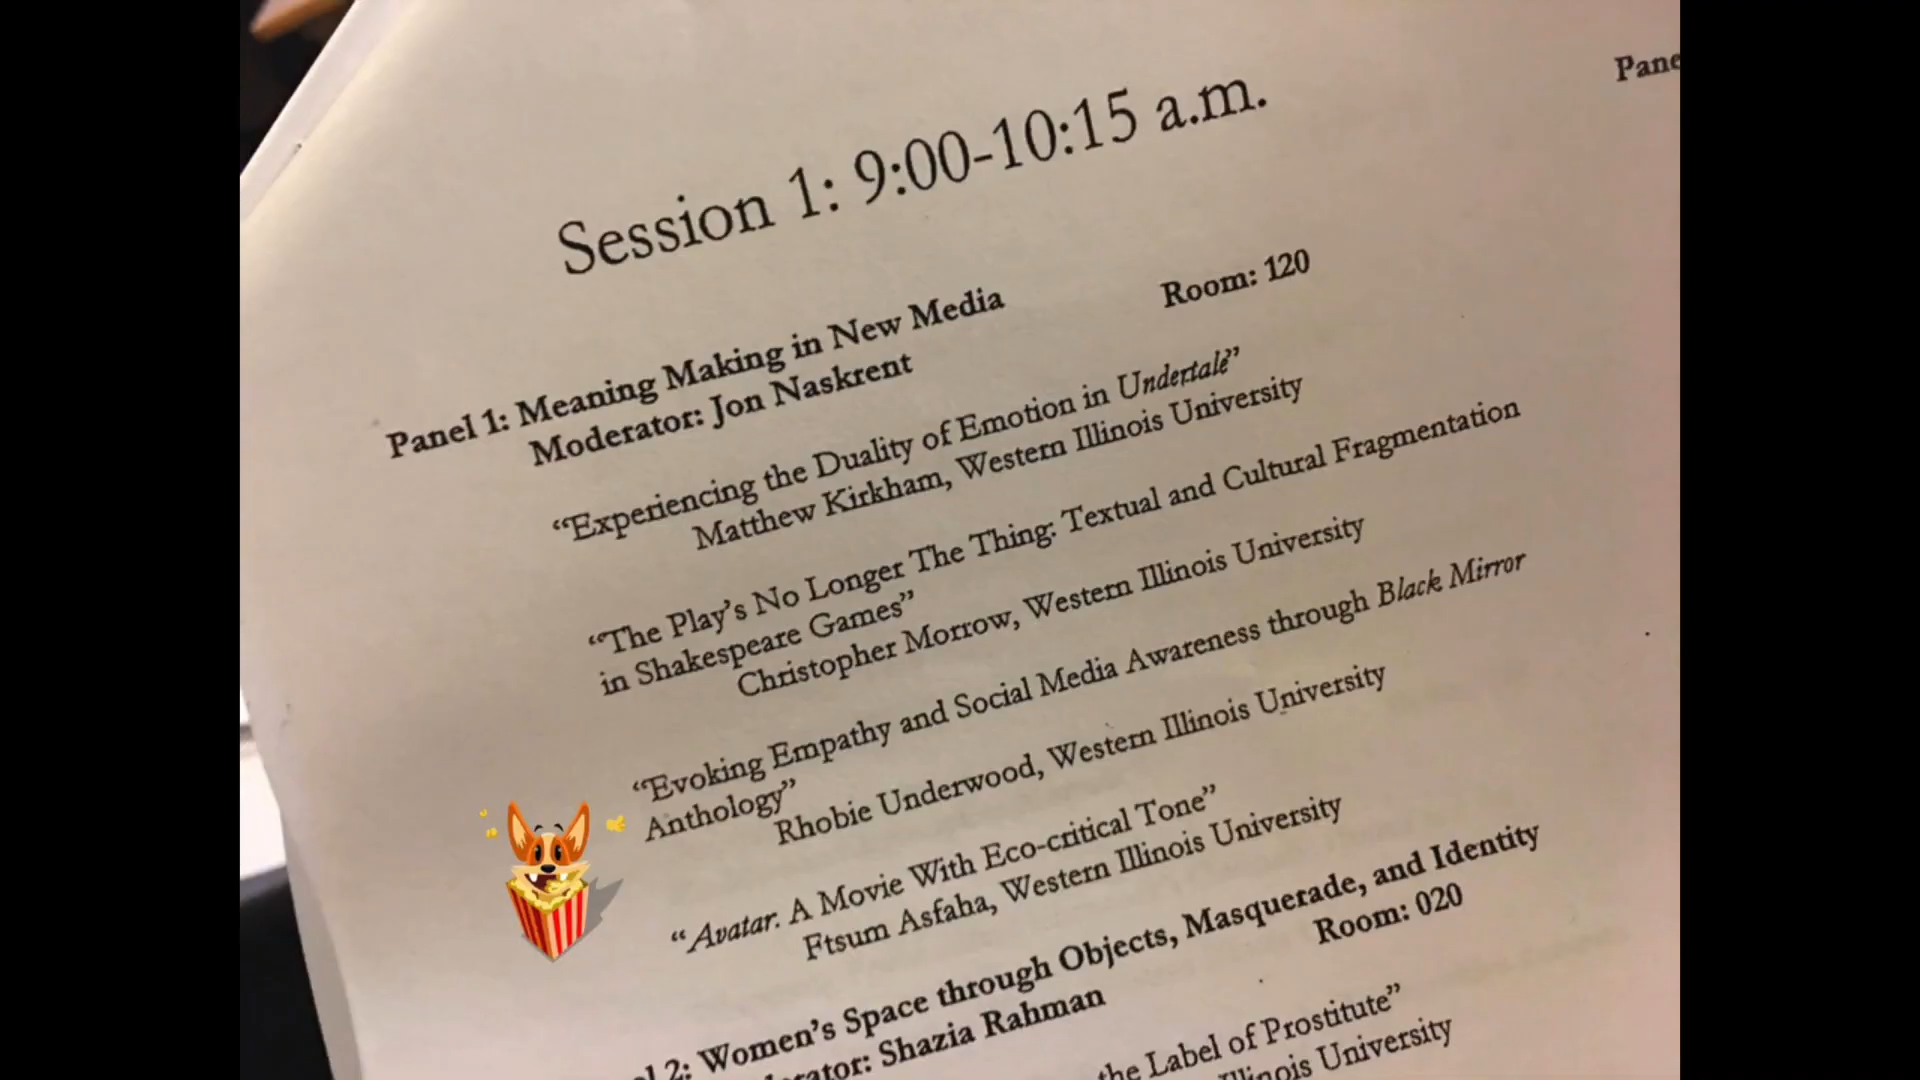 Pane
Session 1: 9:00-10:15 a.m.
Panel 1: Meaning Making in New Media Room: 120
Moderator: Jon Naskrent
“Experiencing the Duality of Emotion in Undertale”
Matthew Kirkham, Western Illinois University
“The Play’s No Longer The Thing: Textual and Cultural Fragmentation
in Shakespeare Games”
Christopher Morrow, Western Illinois University
“Evoking Empathy and Social Media Awareness through Black Mirror
Anthology”
Rhobie Underwood, Western Illinois University
“Avatar: A Movie With Eco-critical Tone”
Ftsum Asfaha, Western Illinois University
2: Women’s Space through Objects, Masquerade, and Identity
Shazia Rahman Room: 020
the Label of Prostitute”
Illinois University